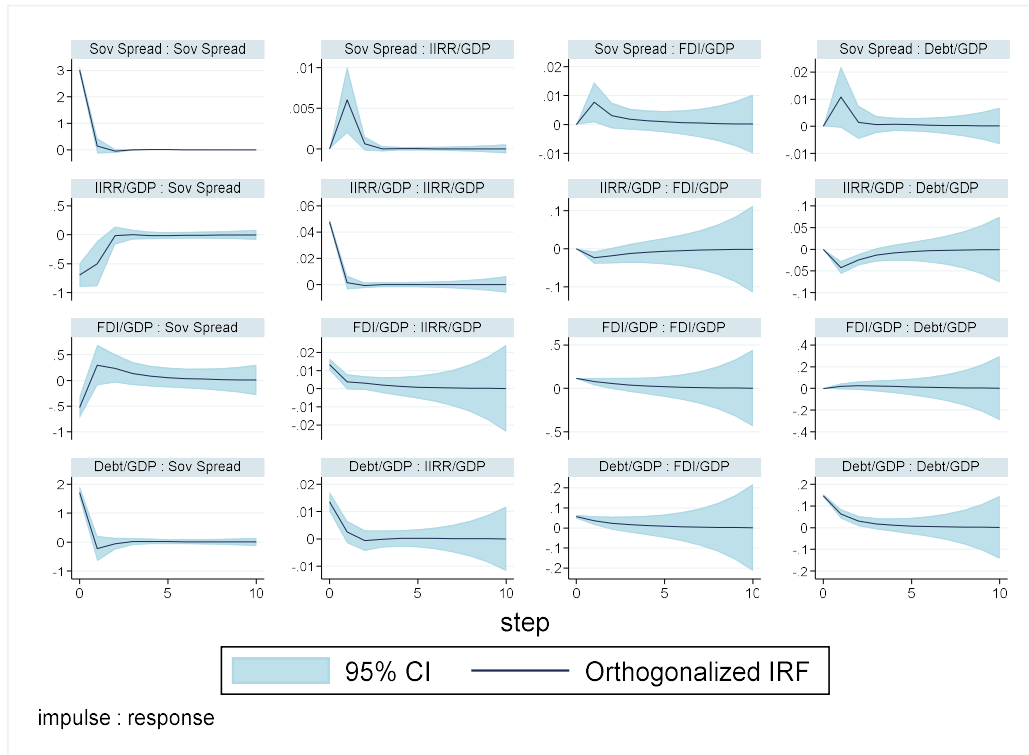 Sov Spread : Sov Spread
Sov Spread : IIRR/GDP
Sov Spread : FDI/GDP
Sov Spread : Debt/GDP
3
2
1
0
.01
.005
0
.02
.01
0
-.01
.02
.01
0
-.01
IIRR/GDP : Sov Spread
IIRR/GDP : IIRR/GDP
IIRR/GDP : FDI/GDP
IIRR/GDP : Debt/GDP
.5
0
-.5
-1
.06
.04
.02
0
.1
0
-.1
.1
.05
0
-.05
-.1
FDI/GDP : Sov Spread
FDI/GDP : IIRR/GDP
FDI/GDP : FDI/GDP
FDI/GDP : Debt/GDP
.5
0
-.5
-1
.02
.01
0
-.01
-.02
.5
0
-.5
.4
.2
0
-.2
-.4
Debt/GDP : Sov Spread
Debt/GDP : IIRR/GDP
Debt/GDP : FDI/GDP
Debt/GDP : Debt/GDP
2
1
0
-1
.02
.01
0
-.01
.2
.1
0
-.1
-.2
.2
.1
0
-.1
-.2
0 5 10
0 5 10
0 5 10
0 5 10
step
95% CI
Orthogonalized IRF
impulse : response